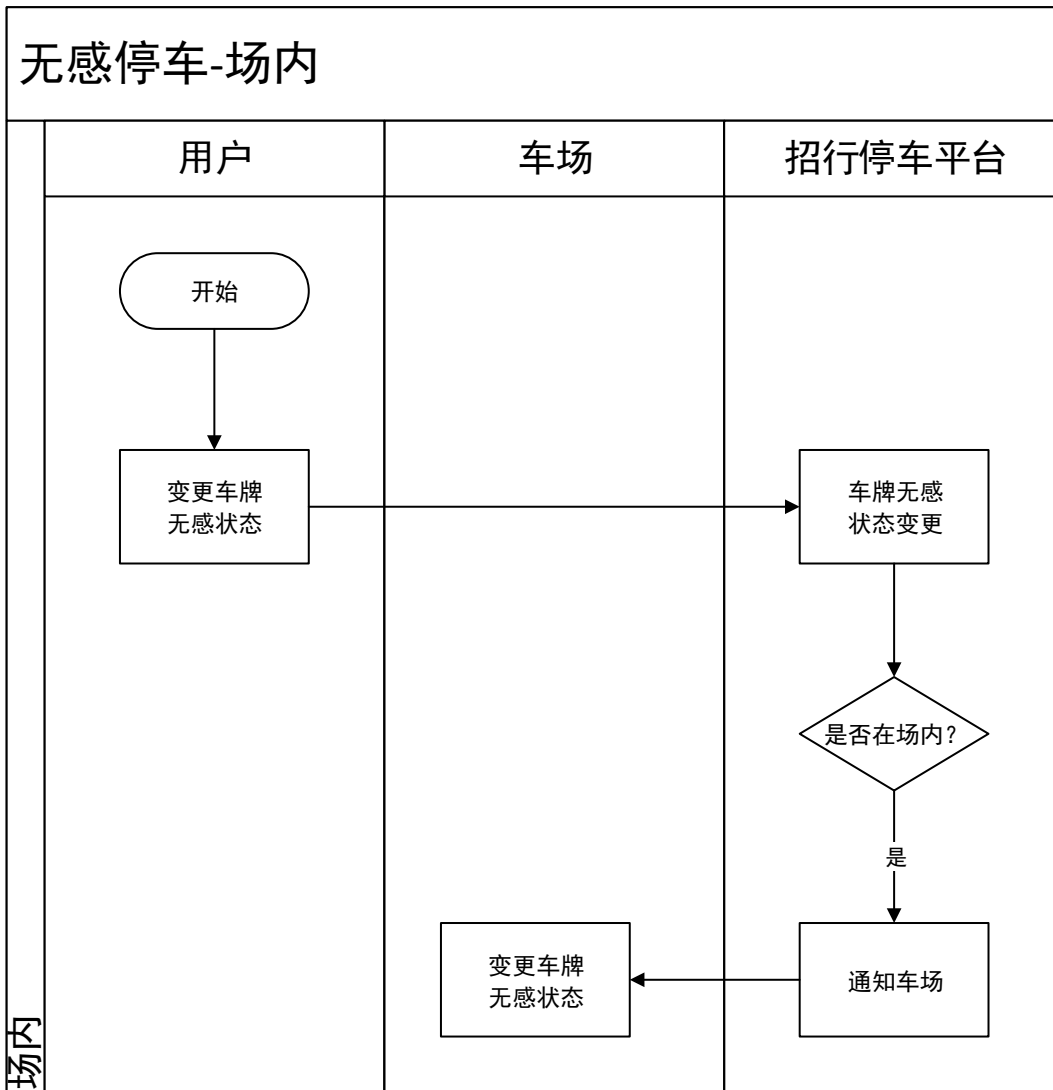 无感停车-场内
用户
车场
招行停车平台
开始
变更车牌
无感状态
车牌无感
状态变更
是否在场内？
是
变更车牌
无感状态
通知车场
场内